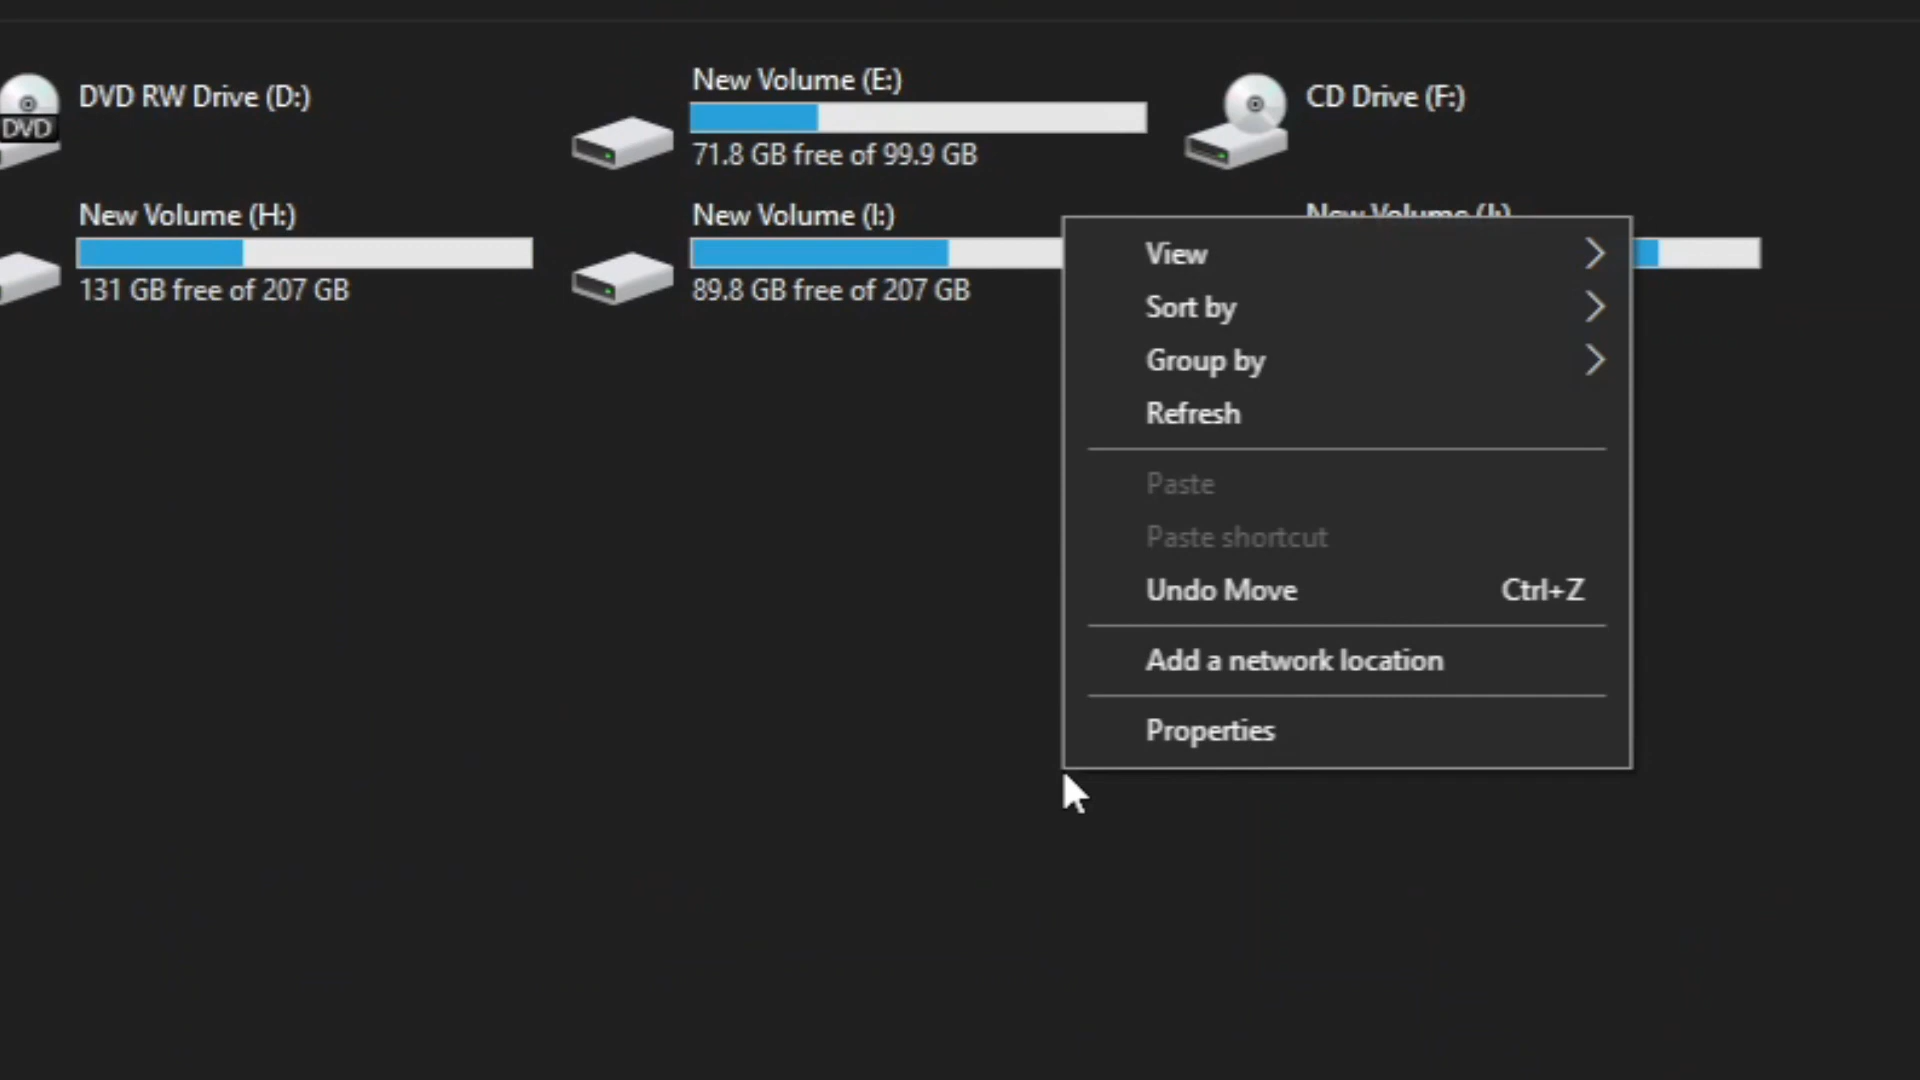 DVD RW Drive (D:)
DVD
New Volume (E:)
71.8 GB free of 99.9 GB
CD Drive (F:)
New Volume (H:)
131 GB free of 207 GB
New Volume (I:)
89.8 GB free of 207 GB
New Volume
View
Sort by
Group by
Refresh
Paste
Paste shortcut
Undo Move Ctrl+Z
Add a network location
Properties